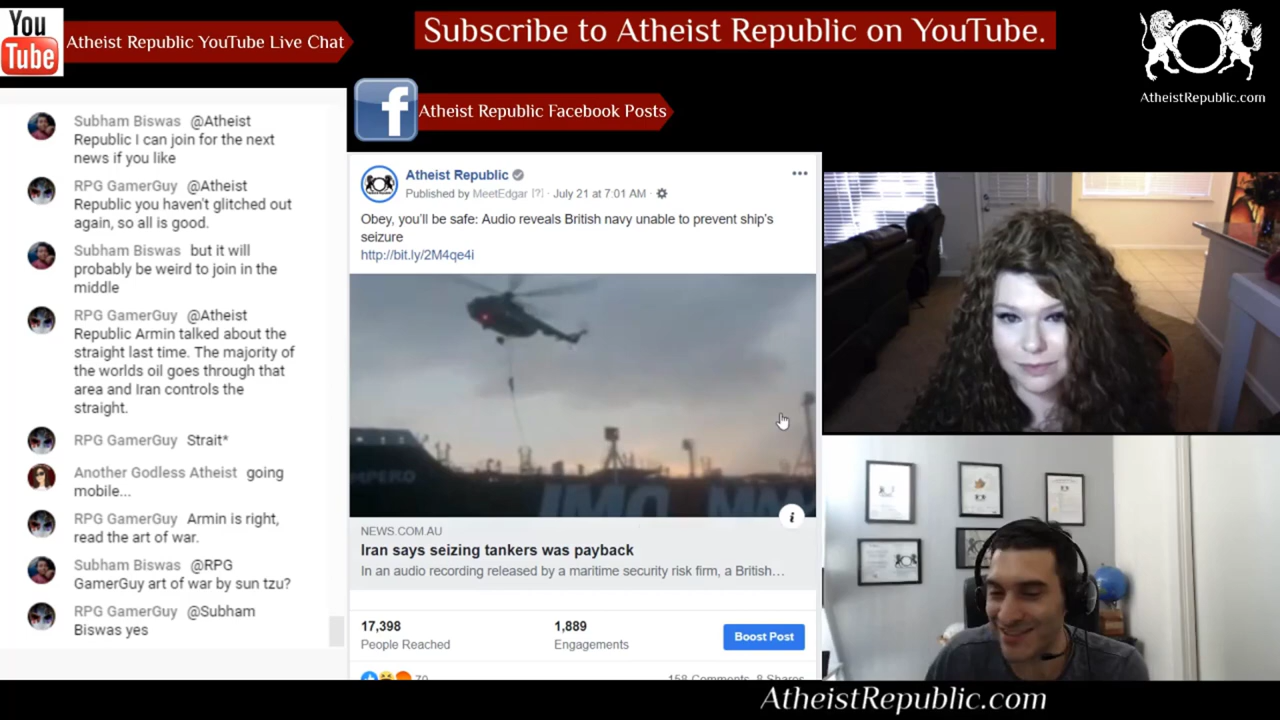 You
Tube
Atheist Republic YouTube Live Chat
Subscribe to Atheist Republic on YouTube.
AtheistRepublic.com
f
Atheist Republic Facebook Posts
Subham Biswas @Atheist
Republic I can join for the next
news if you like
RPG GamerGuy @Atheist
Republic you haven't glitched out
again, so all is good.
Subham Biswas but it will
probably be weird to join in the
middle
RPG GamerGuy @Atheist
Republic Armin talked about the
straight last time. The majority of
the worlds oil goes through that
area and Iran controls the
straight.
RPG GamerGuy Strait*
Another Godless Atheist going
mobile...
RPG GamerGuy Armin is right,
read the art of war.
Subham Biswas @RPG
GamerGuy art of war by sun tzu?
RPG GamerGuy @Subham
Biswas yes
Atheist Republic
Published by MeetEdgar [?] · July 21 at 7:01 AM ·
Obey, you'll be safe: Audio reveals British navy unable to prevent ship's
seizure
http://bit.ly/2M4qe4i
IMO
NEWS.COM.AU
Iran says seizing tankers was payback
In an audio recording released by a maritime security risk firm, a British...
17,398
People Reached
1,889
Engagements
Boost Post
70
158 Comments 8 Shares
AtheistRepublic.com